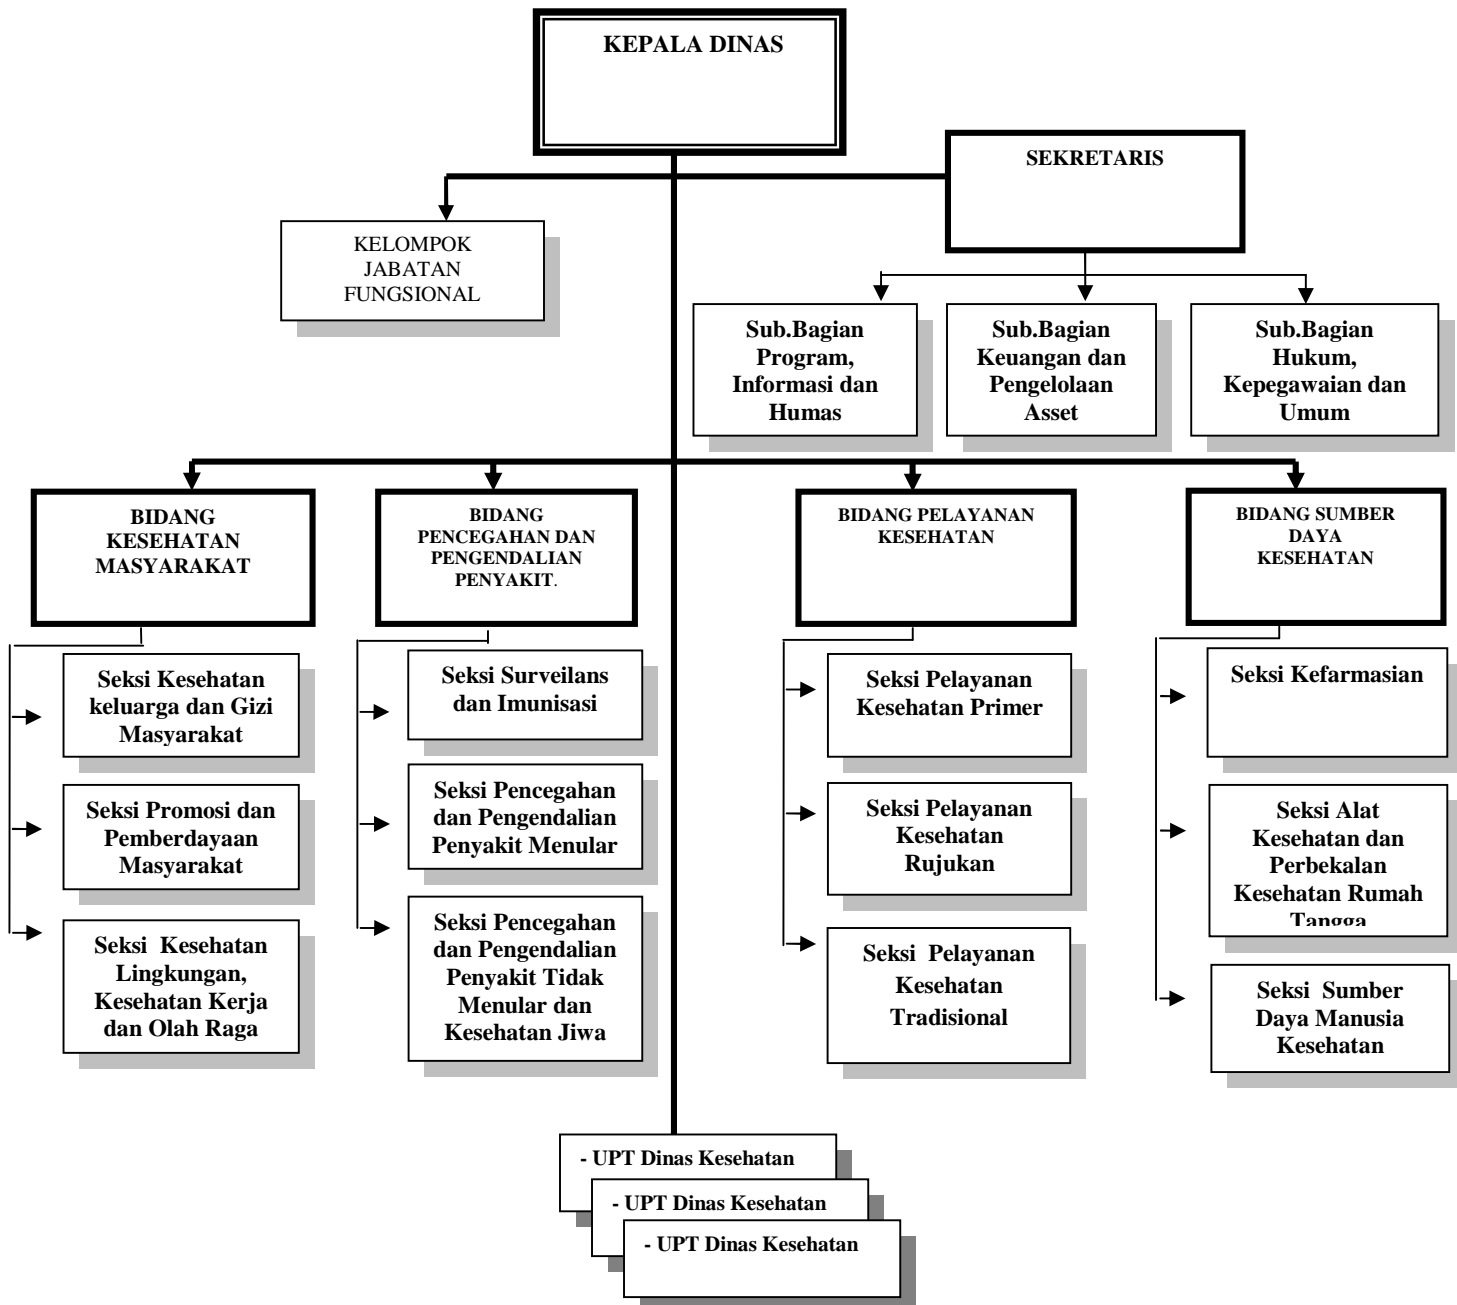 KEPALA DINAS
SEKRETARIS
KELOMPOK
JABATAN
FUNGSIONAL
Sub.Bagian
Program,
Informasi dan
Humas
Sub.Bagian
Keuangan dan
Pengelolaan
Asset
Sub.Bagian
Hukum,
Kepegawaian dan
Umum
BIDANG
KESEHATAN
MASYARAKAT
BIDANG
PENCEGAHAN DAN
PENGENDALIAN
PENYAKIT.
BIDANG PELAYANAN
KESEHATAN
BIDANG SUMBER
DAYA
KESEHATAN
Seksi Kesehatan
keluarga dan Gizi
Masyarakat
Seksi Promosi dan
Pemberdayaan
Masyarakat
Seksi Kesehatan
Lingkungan,
Kesehatan Kerja
dan Olah Raga
Seksi Surveilans
dan Imunisasi
Seksi Pencegahan
dan Pengendalian
Penyakit Menular
Seksi Pencegahan
dan Pengendalian
Penyakit Tidak
Menular dan
Kesehatan Jiwa
Seksi Pelayanan
Kesehatan Primer
Seksi Pelayanan
Kesehatan
Rujukan
Seksi Pelayanan
Kesehatan
Tradisional
Seksi Kefarmasian
Seksi Alat
Kesehatan dan
Perbekalan
Kesehatan Rumah
Tangga
Seksi Sumber
Daya Manusia
Kesehatan
- UPT Dinas Kesehatan
- UPT Dinas Kesehatan
- UPT Dinas Kesehatan